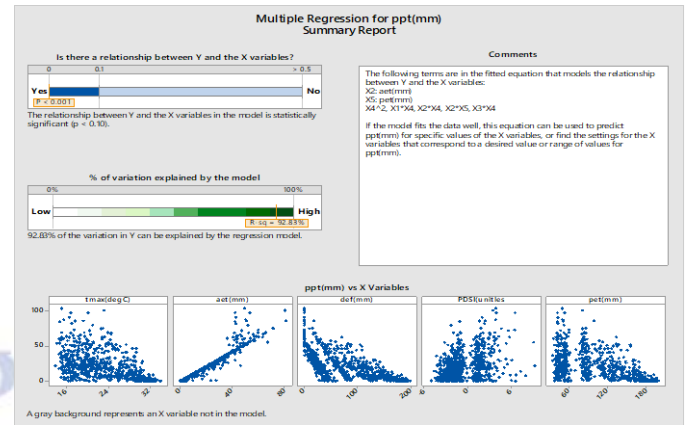 Multiple Regression for ppt(mm)
Summary Report
Is there a relationship between Y and the X variables?
0 0.1 > 0.5
Yes No
P < 0.001
The relationship between Y and the X variables in the model is statistically
significant (p < 0.10).
% of variation explained by the model
0% 100%
Low High
R-sq = 92.83%
92.83% of the variation in Y can be explained by the regression model.
Comments
The following terms are in the fitted equation that models the relationship
between Y and the X variables:
X2: aet(mm)
X5: pet(mm)
X4^2, X1*X4, X2*X4, X2*X5, X3*X4
If the model fits the data well, this equation can be used to predict
ppt(mm) for specific values of the X variables, or find the settings for the X
variables that correspond to a desired value or range of values for
ppt(mm).
ppt(mm) vs X Variables
tmax(degC) aet(mm) def(mm) PDSI(unitles pet(mm)
100
50
0
16 24 32 0 40 80 0 100 200 -6 0 6 60 120 180
A gray background represents an X variable not in the model.